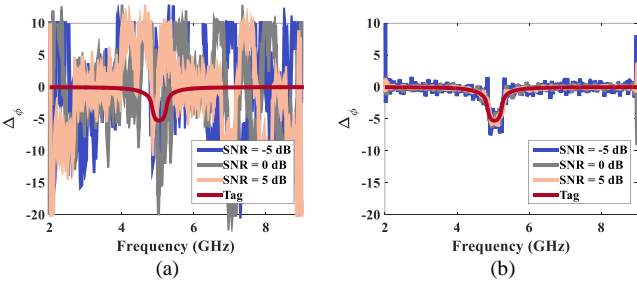 10
5
0
-5
-10
-15
-20
Δϕ
2 4 6 8
Frequency (GHz)
SNR = -5 dB
SNR = 0 dB
SNR = 5 dB
Tag
(a)
10
5
0
-5
-10
-15
-20
Δϕ
2 4 6 8
Frequency (GHz)
SNR = -5 dB
SNR = 0 dB
SNR = 5 dB
Tag
(b)